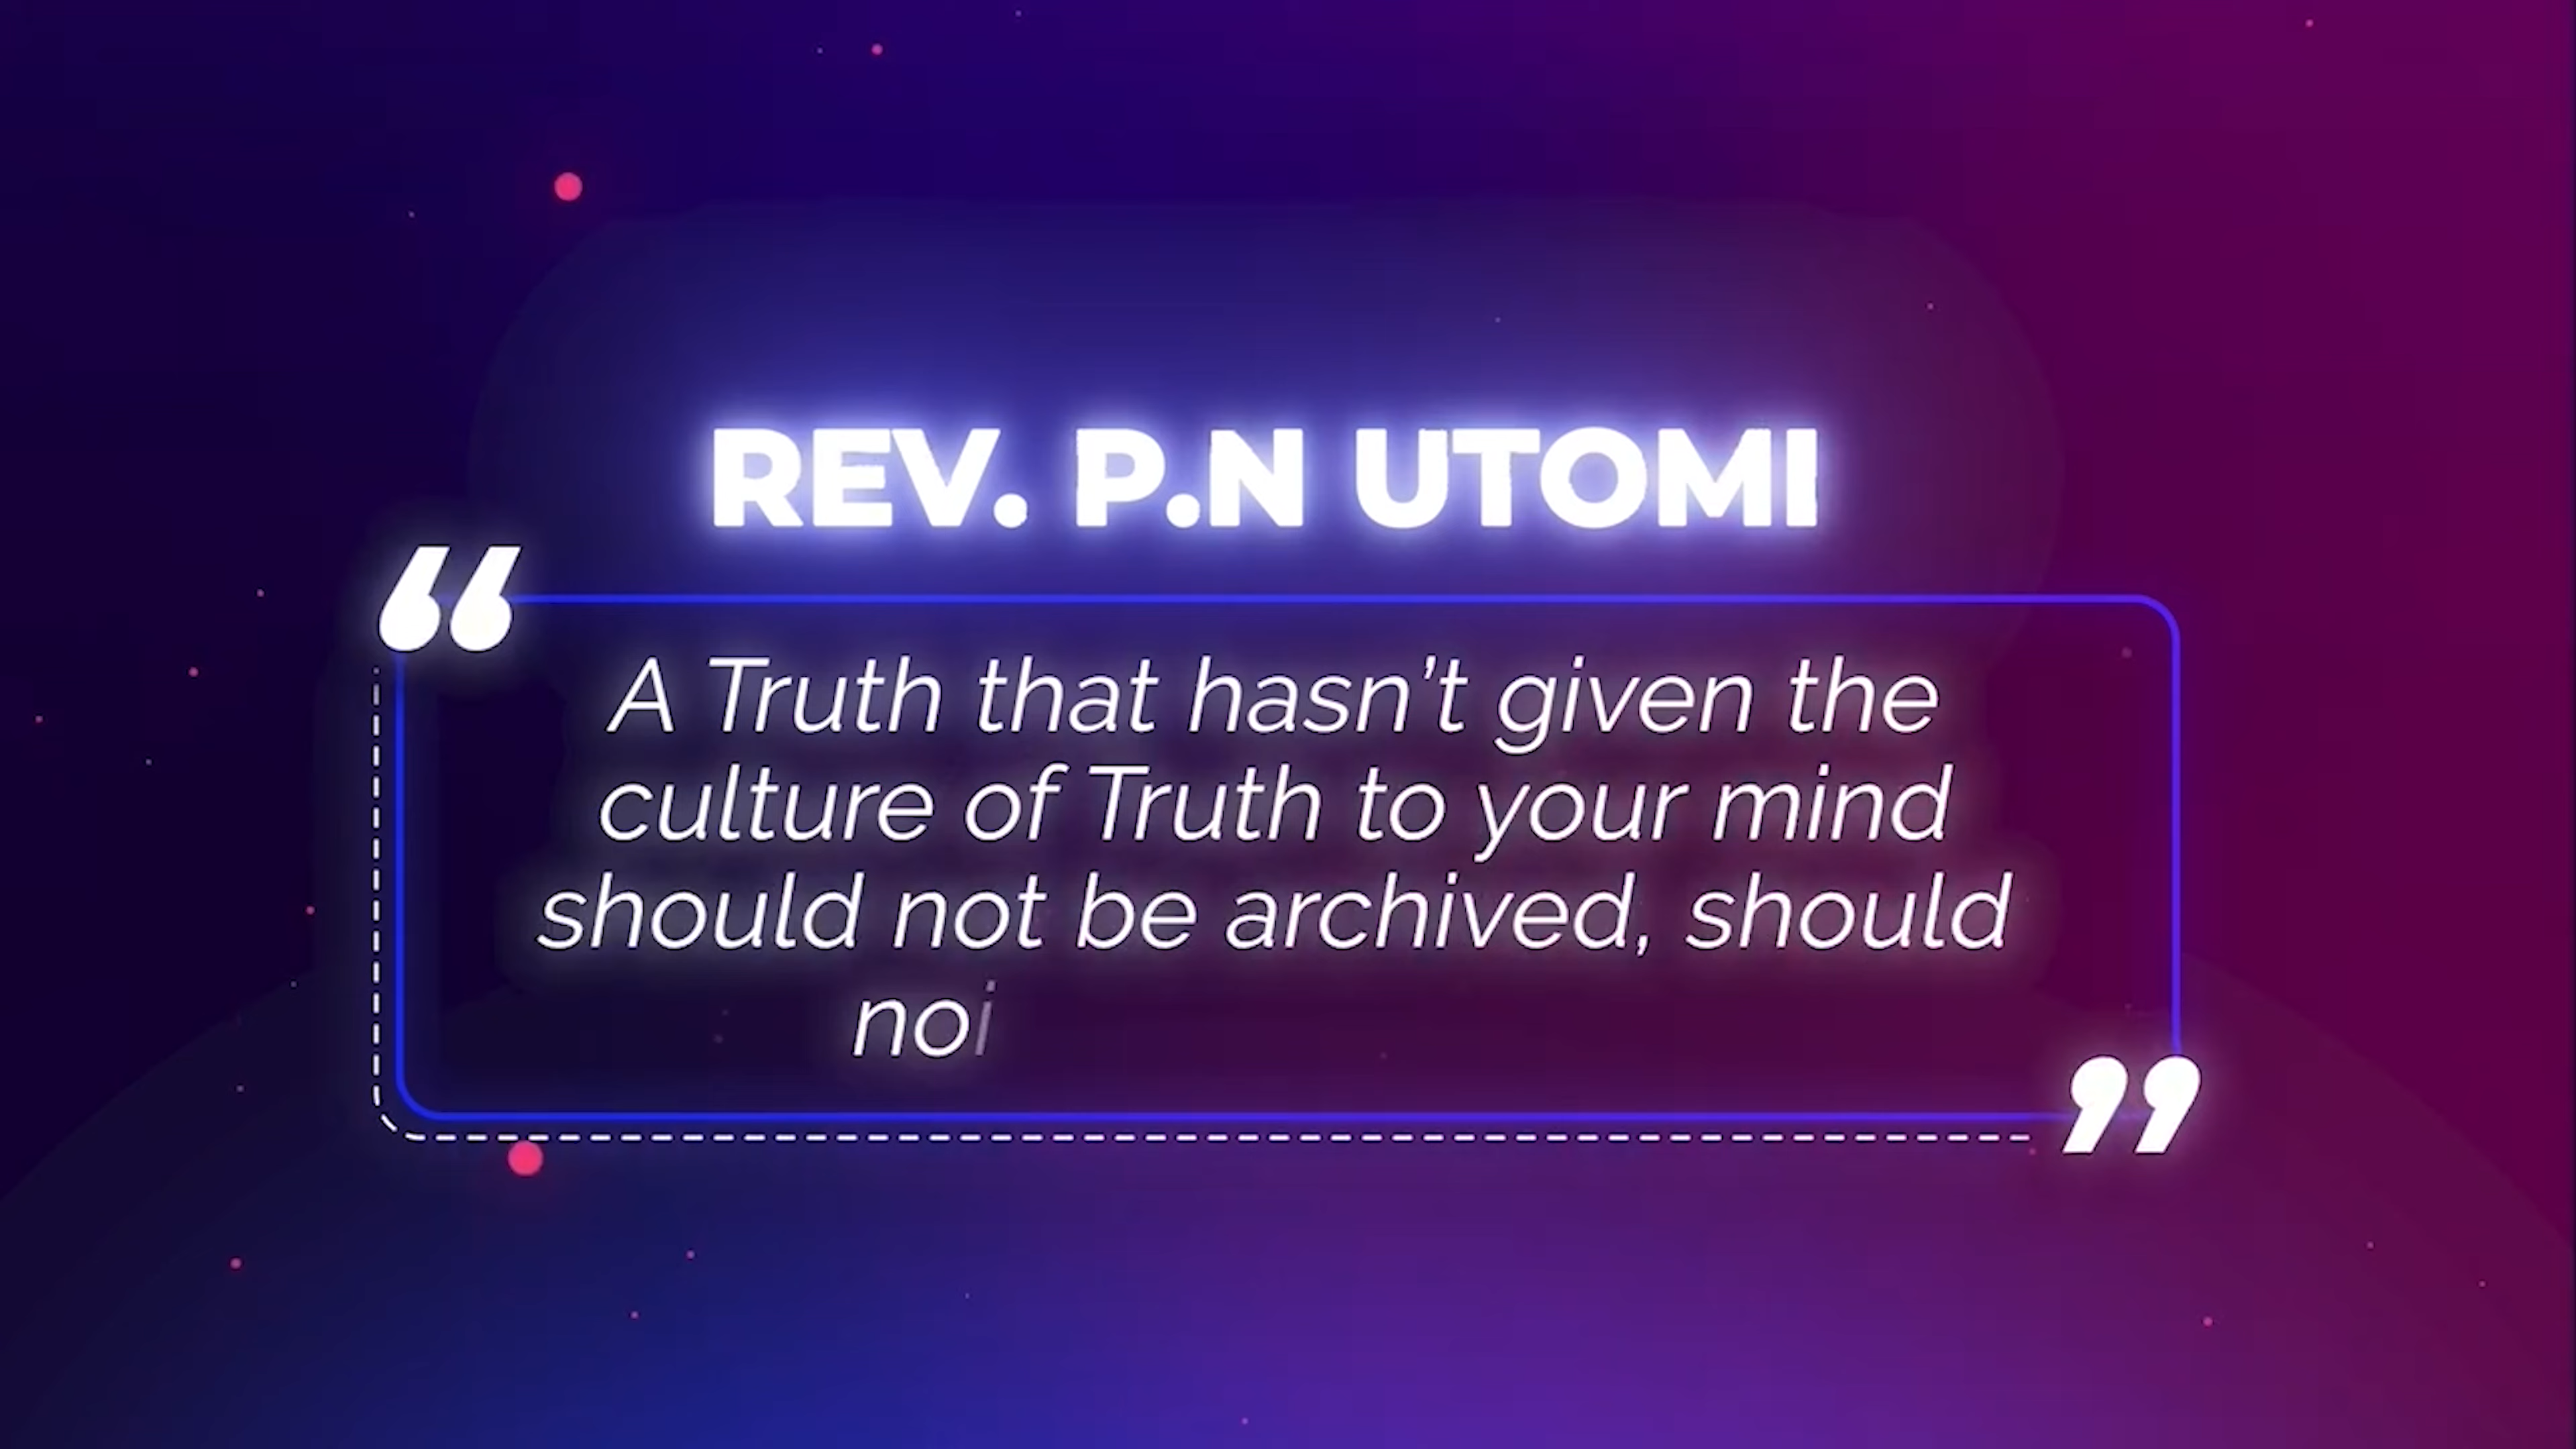 REV. P.N UTOMI
“
A Truth that hasn’t given the
culture of Truth to your mind
should not be archived, should
no
”